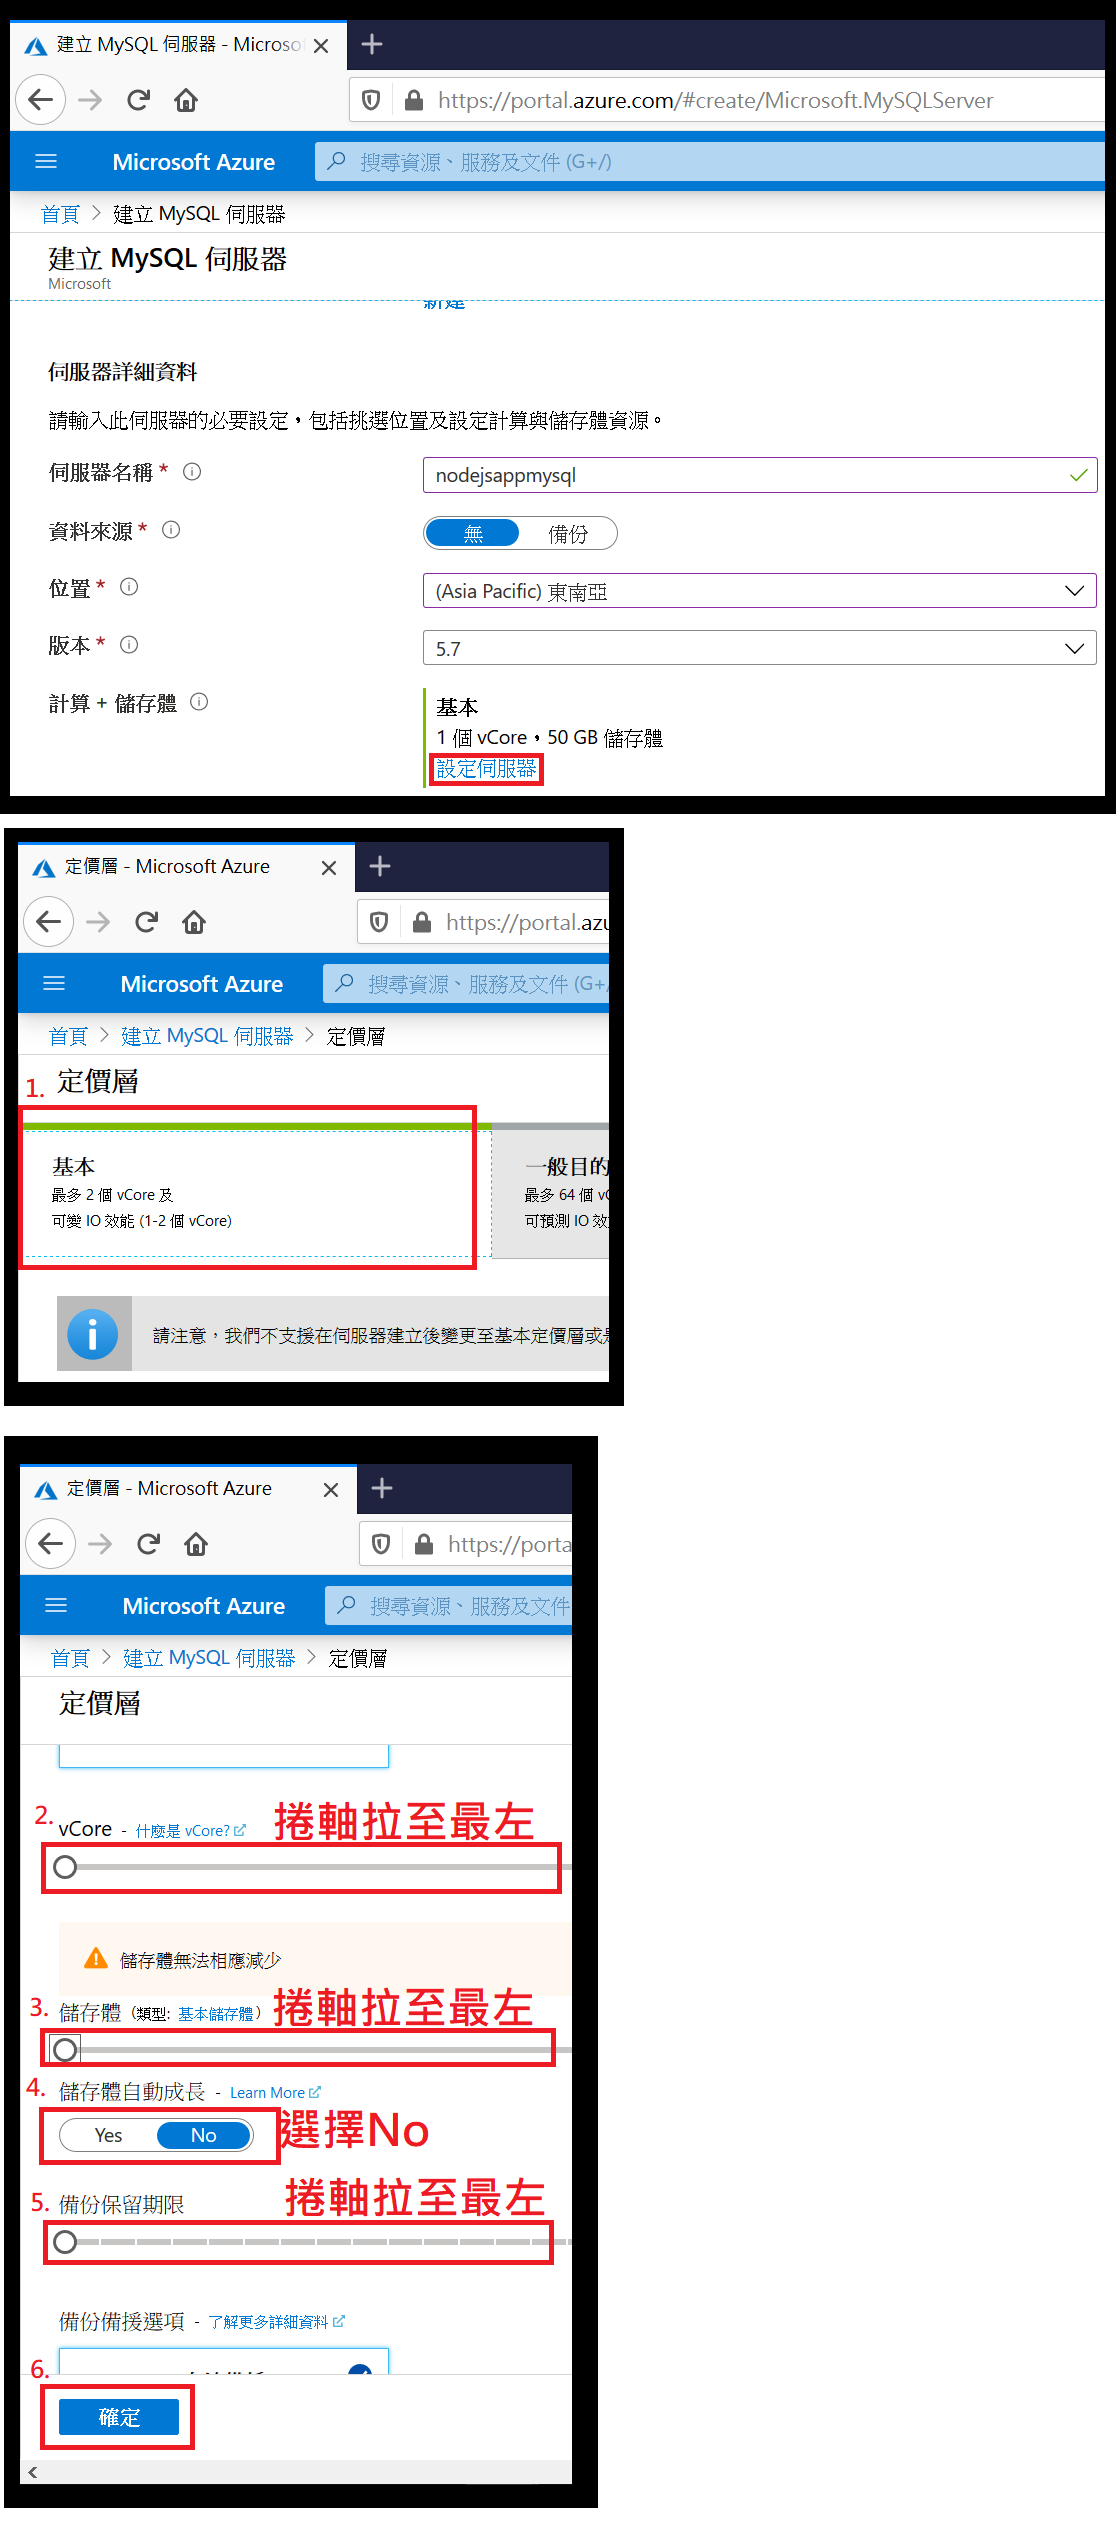 建立 MySQL 伺服器 - Microso
https://portal.azure.com/#create/Microsoft.MySQLServer
Microsoft Azure
搜尋資源、服務及文件 (G+/)
首頁 > 建立 MySQL 伺服器
建立 MySQL 伺服器
Microsoft
新建
伺服器詳細資料
請輸入此伺服器的必要設定，包括挑選位置及設定計算與儲存體資源。
伺服器名稱 *
nodejsappmysql
資料來源 *
無 備份
位置 *
(Asia Pacific) 東南亞
版本 *
5.7
計算 + 儲存體
基本
1 個 vCore，50 GB 儲存體
設定伺服器
定價層 - Microsoft Azure
https://portal.azu
Microsoft Azure
搜尋資源、服務及文件 (G+/
首頁 > 建立 MySQL 伺服器 > 定價層
1. 定價層
基本
最多 2 個 vCore 及
可變 IO 效能 (1-2 個 vCore)
一般目的
最多 64 個 vC
可預測 IO 效
請注意，我們不支援在伺服器建立後變更至基本定價層或
定價層 - Microsoft Azure
https://porta
Microsoft Azure
搜尋資源、服務及文件
首頁 > 建立 MySQL 伺服器 > 定價層
定價層
2. vCore - 什麼是 vCore? 捲軸拉至最左
儲存體無法相應減少
3. 儲存體 (類型: 基本儲存體) 捲軸拉至最左
4. 儲存體自動成長 - Learn More
Yes No 選擇No
5. 備份保留期限 捲軸拉至最左
備份備援選項 - 了解更多詳細資料
6.
確定